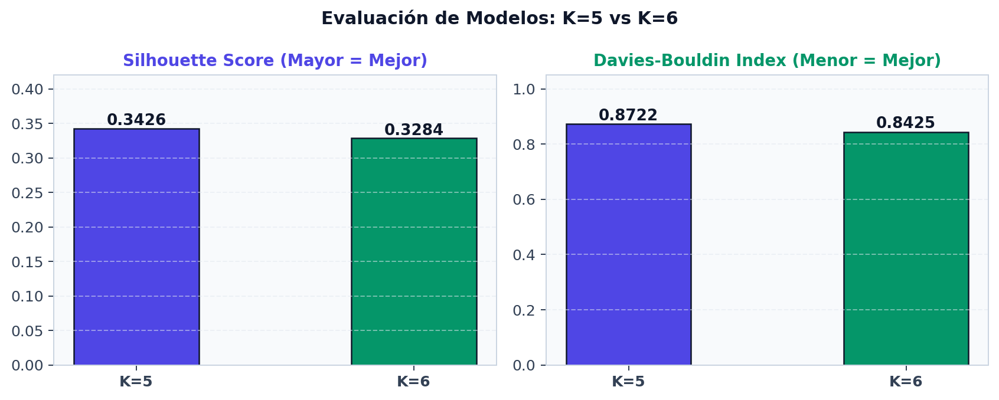 Evaluación de Modelos: K=5 vs K=6
Silhouette Score (Mayor = Mejor)
0.40
0.35
0.30
0.25
0.20
0.15
0.10
0.05
0.00
0.3426
0.3284
K=5
K=6
Davies-Bouldin Index (Menor = Mejor)
1.0
0.8
0.6
0.4
0.2
0.0
0.8722
0.8425
K=5
K=6